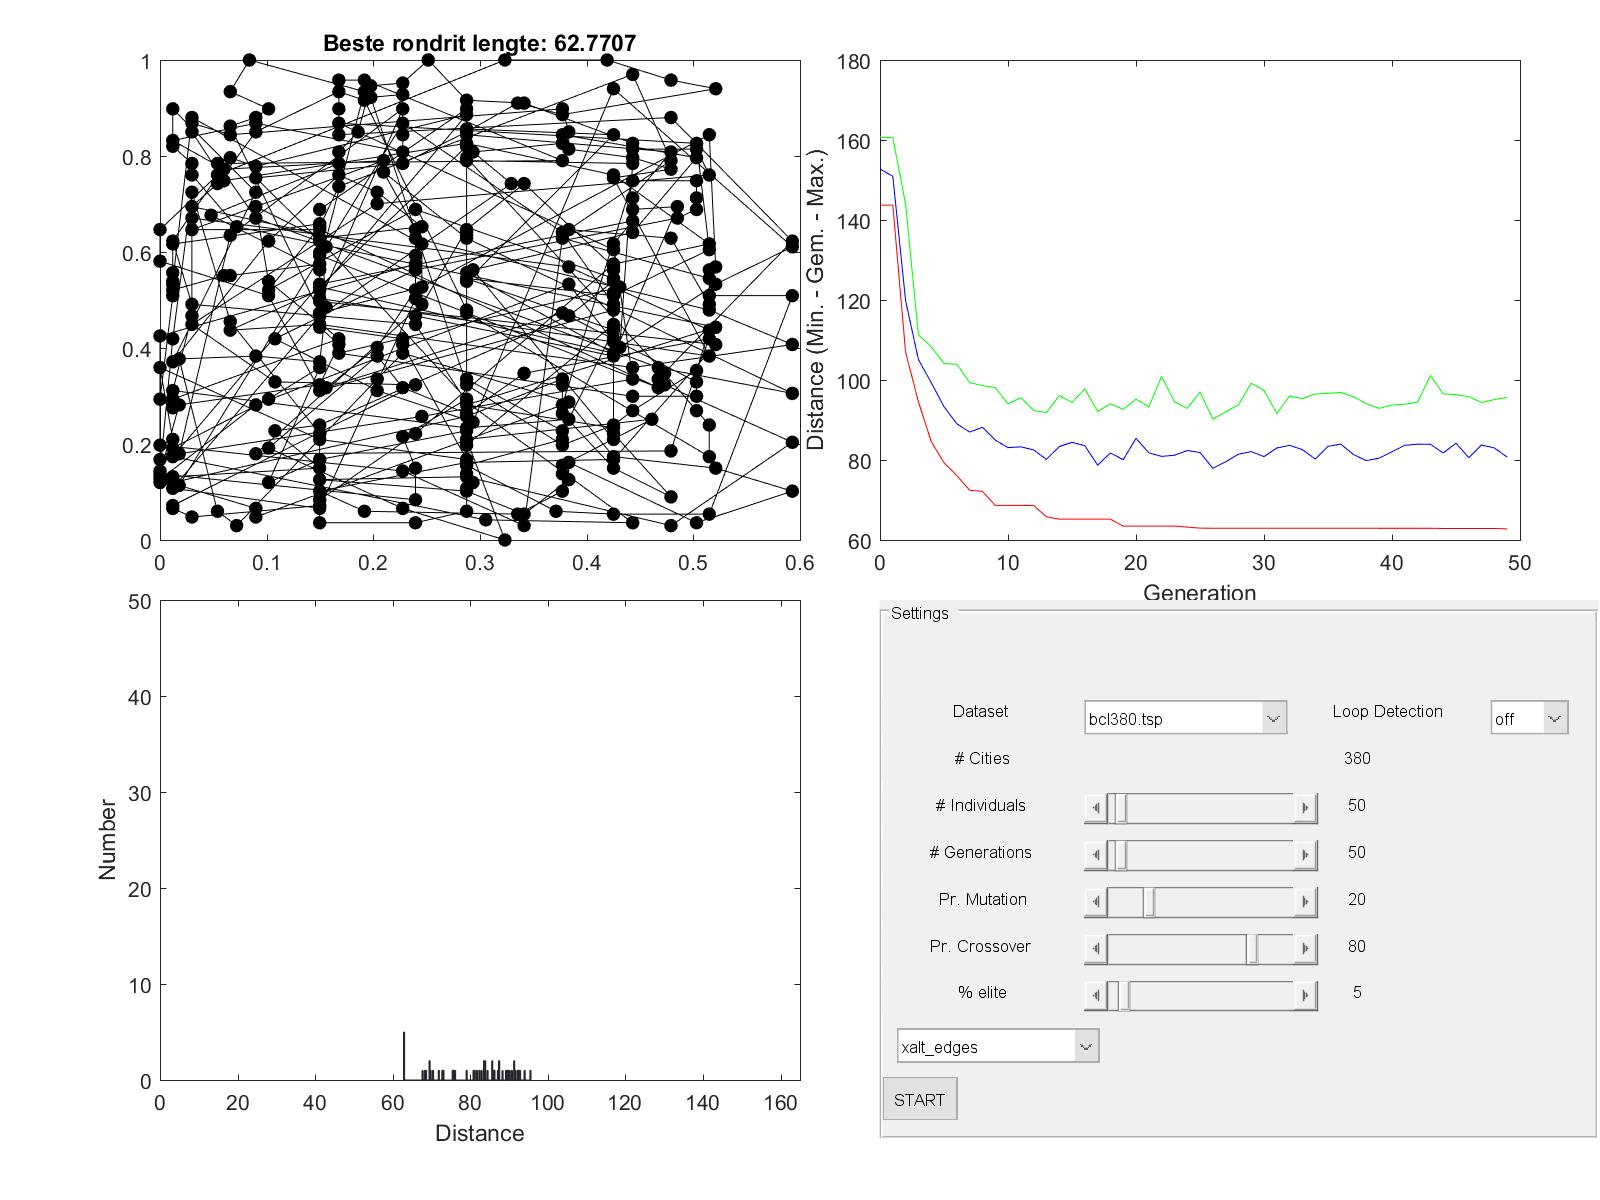 Beste rondrit lengte: 62.7707
1
0.8
0.6
0.4
0.2
0
0 0.1 0.2 0.3 0.4 0.5 0.6
Distance (Min. - Gem. - Max.)
180
160
140
120
100
80
60
0 10 20 30 40 50
Generation
Number
50
40
30
20
10
0
0 20 40 60 80 100 120 140 160
Distance
Settings
Dataset bcl380.tsp Loop Detection off
# Cities 380
# Individuals 50
# Generations 50
Pr. Mutation 20
Pr. Crossover 80
% elite 5
xalt_edges
START